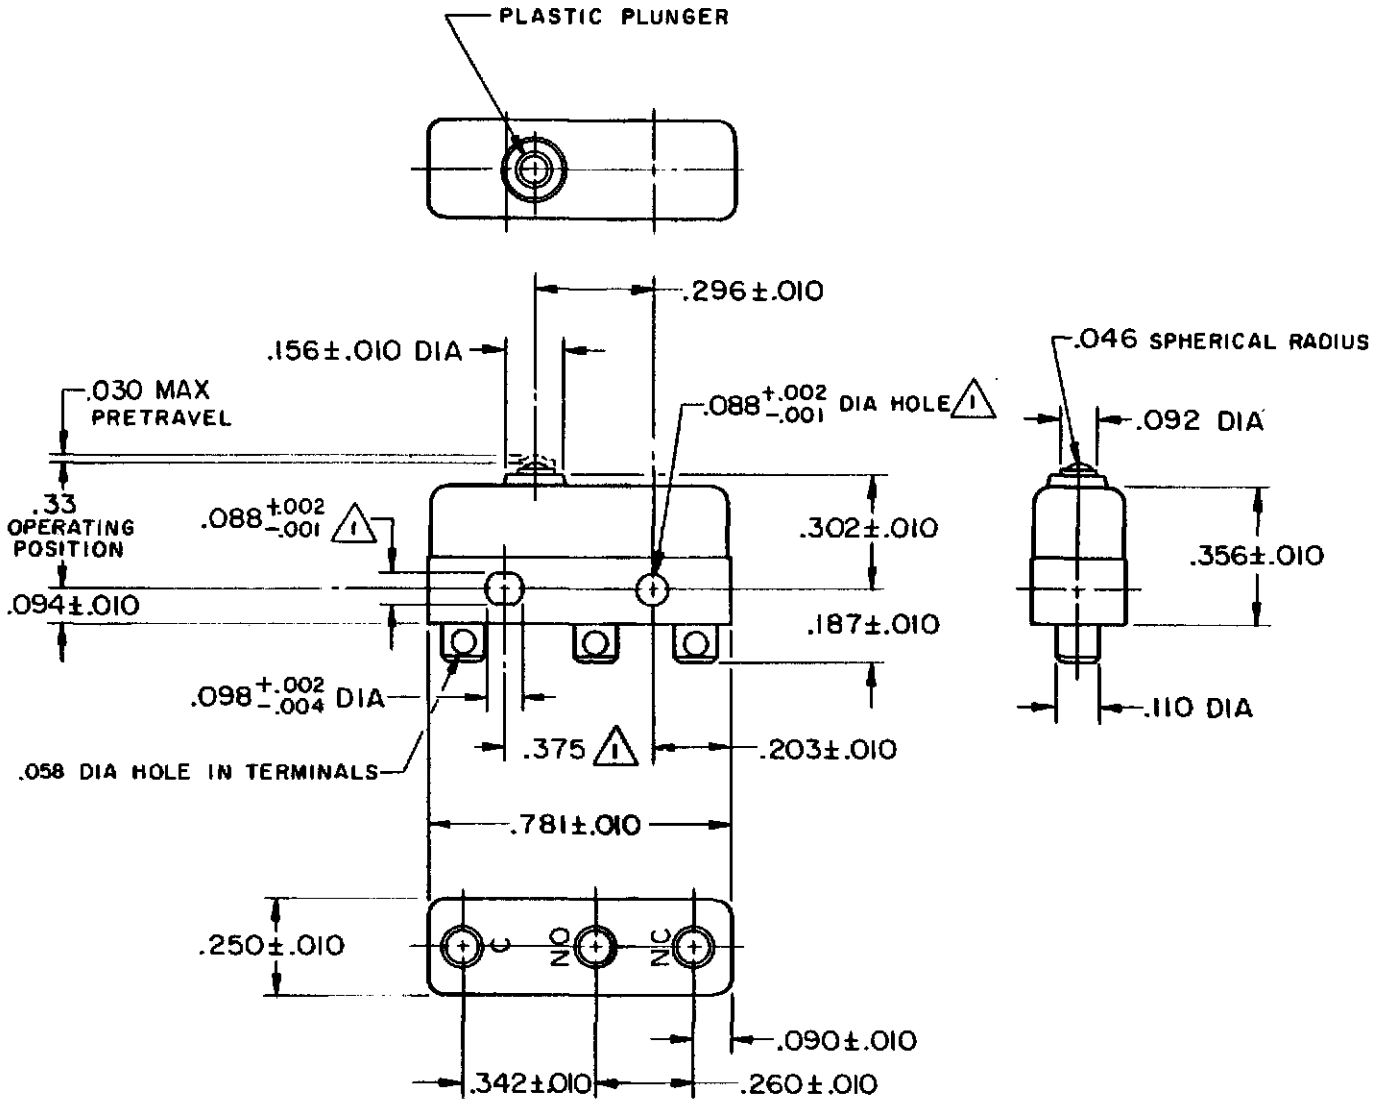 PLASTIC PLUNGER
.296±.010
.156±.010 DIA
.046 SPHERICAL RADIUS
.030 MAX
PRETRAVEL
.088 +.002 -.001 DIA HOLE 1
.092 DIA
.33
OPERATING
POSITION
.088 +.002 -.001 1
.302±.010
.356±.010
.094±.010
.187±.010
.098 +.002 -.004 DIA
.110 DIA
.375 1
.203±.010
.058 DIA HOLE IN TERMINALS
.781±.010
.250±.010
C
NO
NC
.090±.010
.342±.010
.260±.010